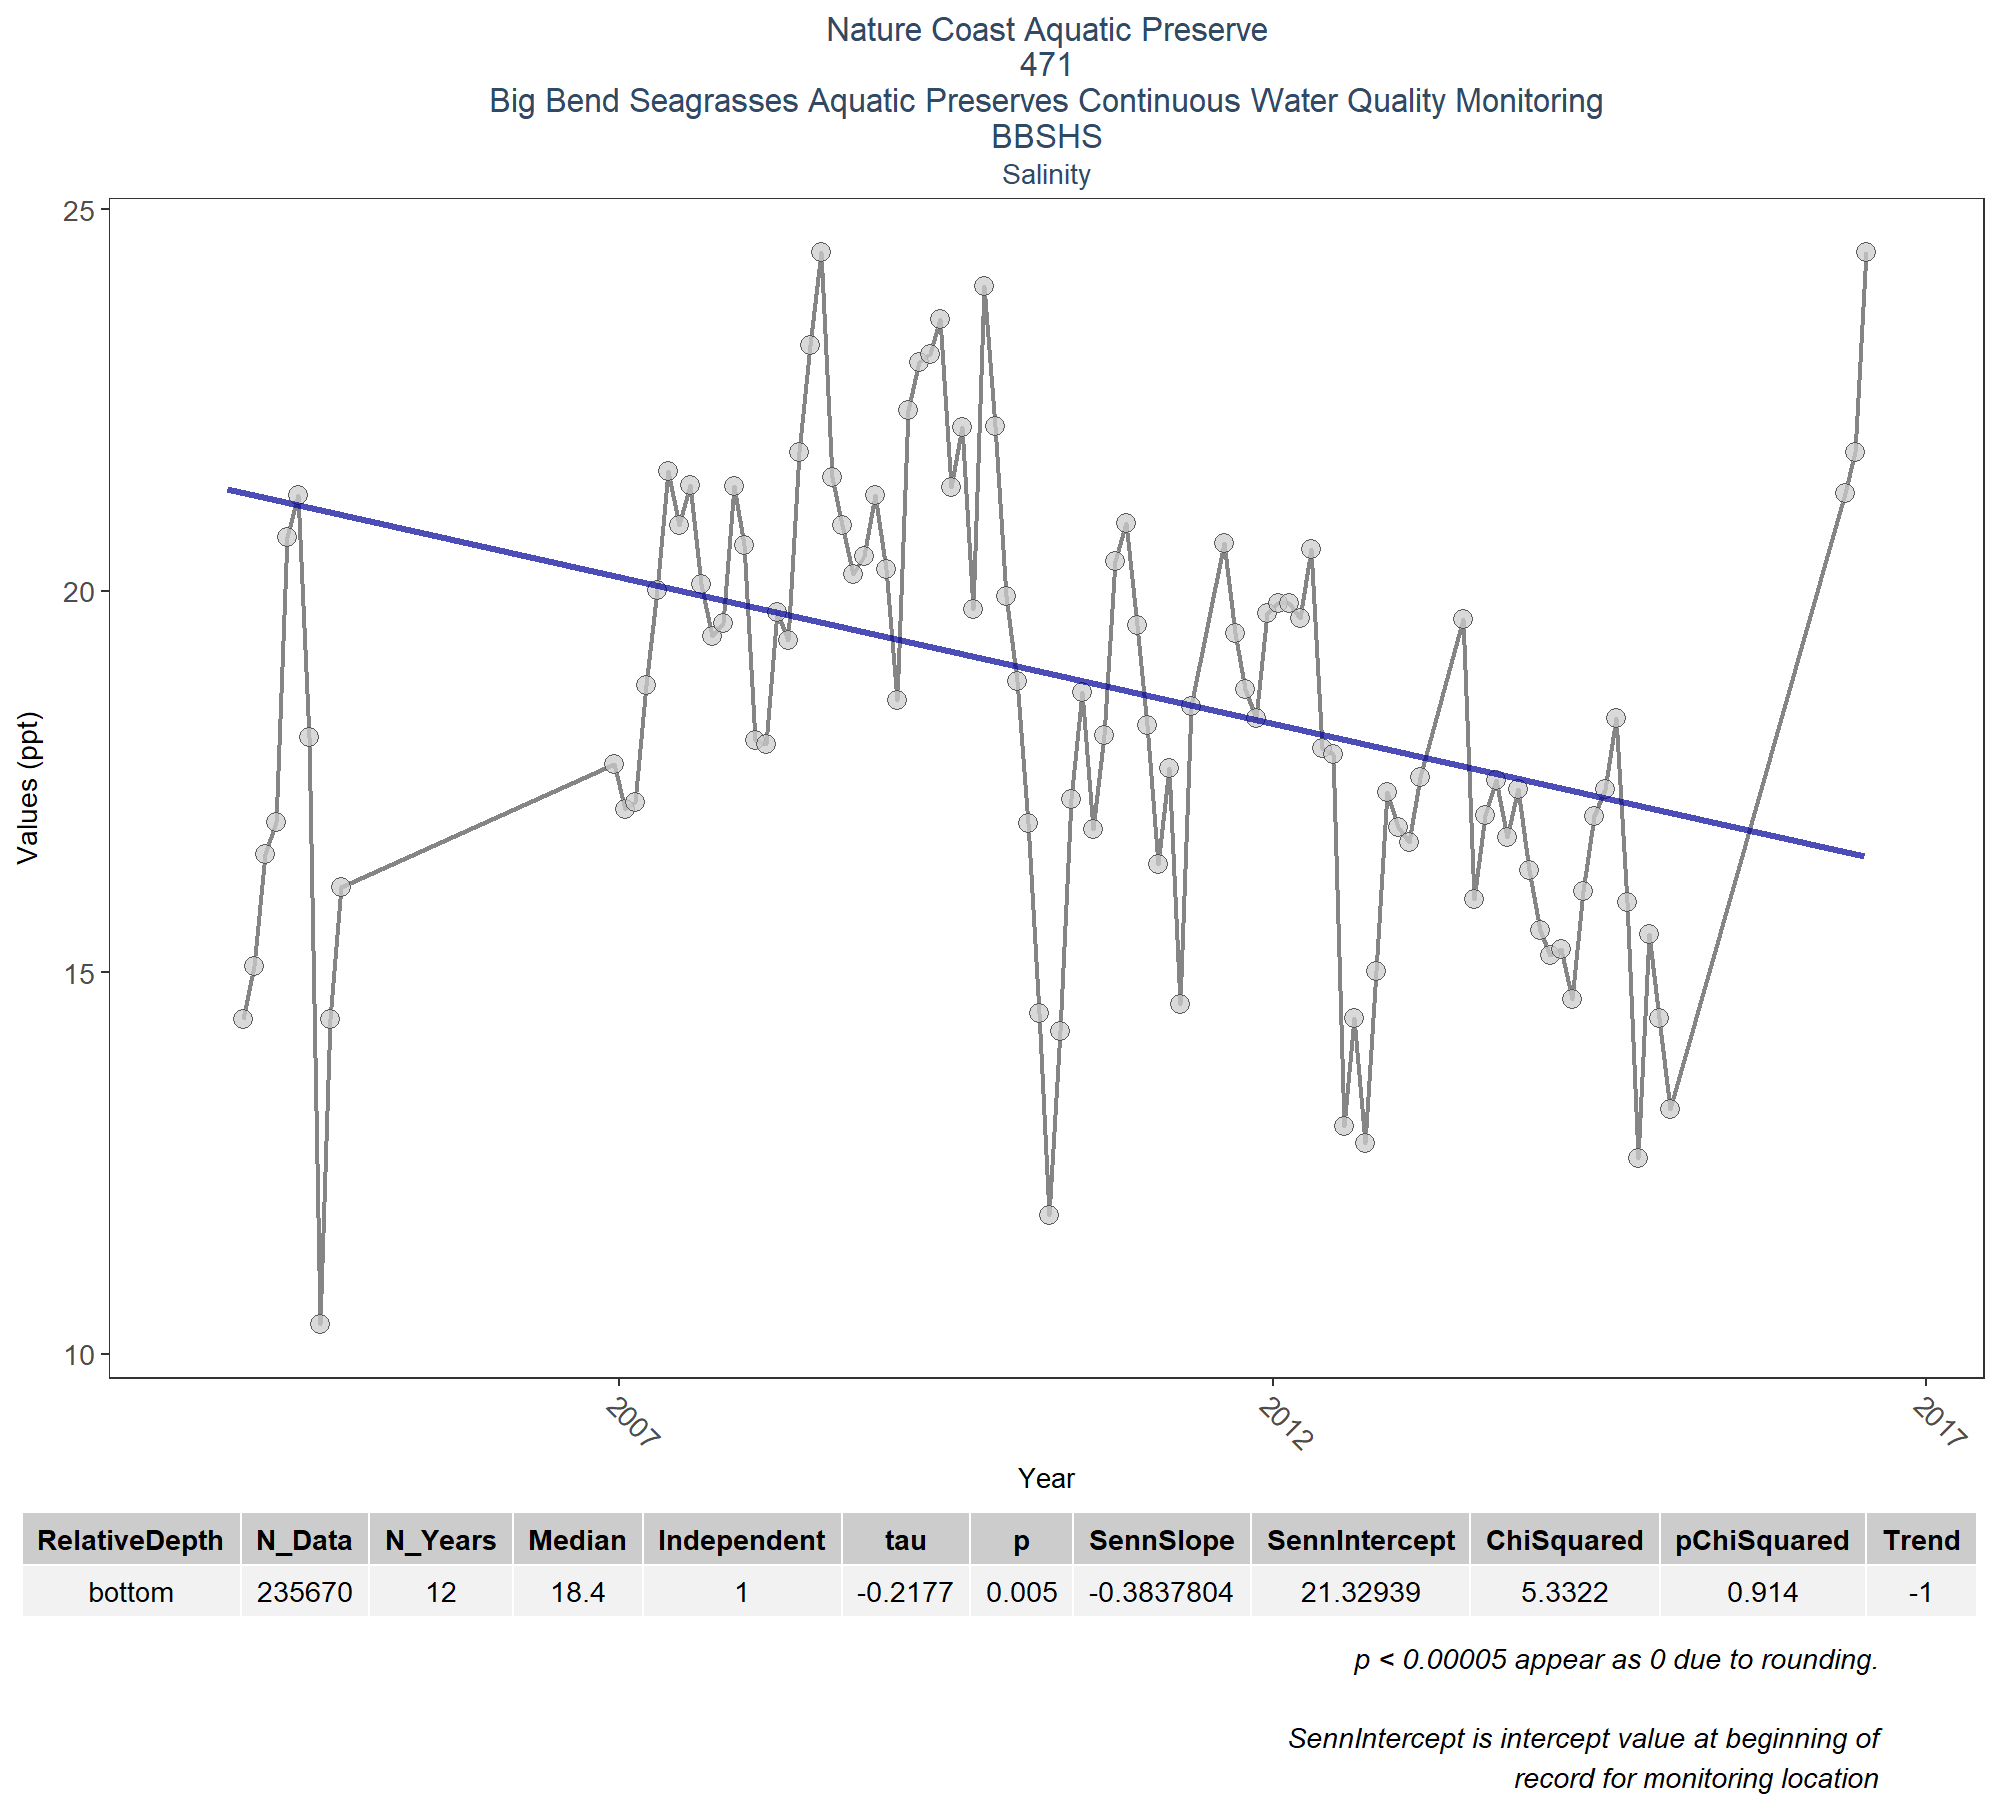 Nature Coast Aquatic Preserve
471
Big Bend Seagrasses Aquatic Preserves Continuous Water Quality Monitoring
BBSHS
Salinity
25
20
15
10
Values (ppt)
2007
2012
2017
Year
RelativeDepth N_Data N_Years Median Independent tau p SennSlope SennIntercept ChiSquared pChiSquared Trend
bottom 235670 12 18.4 1 -0.2177 0.005 -0.3837804 21.32939 5.3322 0.914 -1
p < 0.00005 appear as 0 due to rounding.
SennIntercept is intercept value at beginning of
record for monitoring location